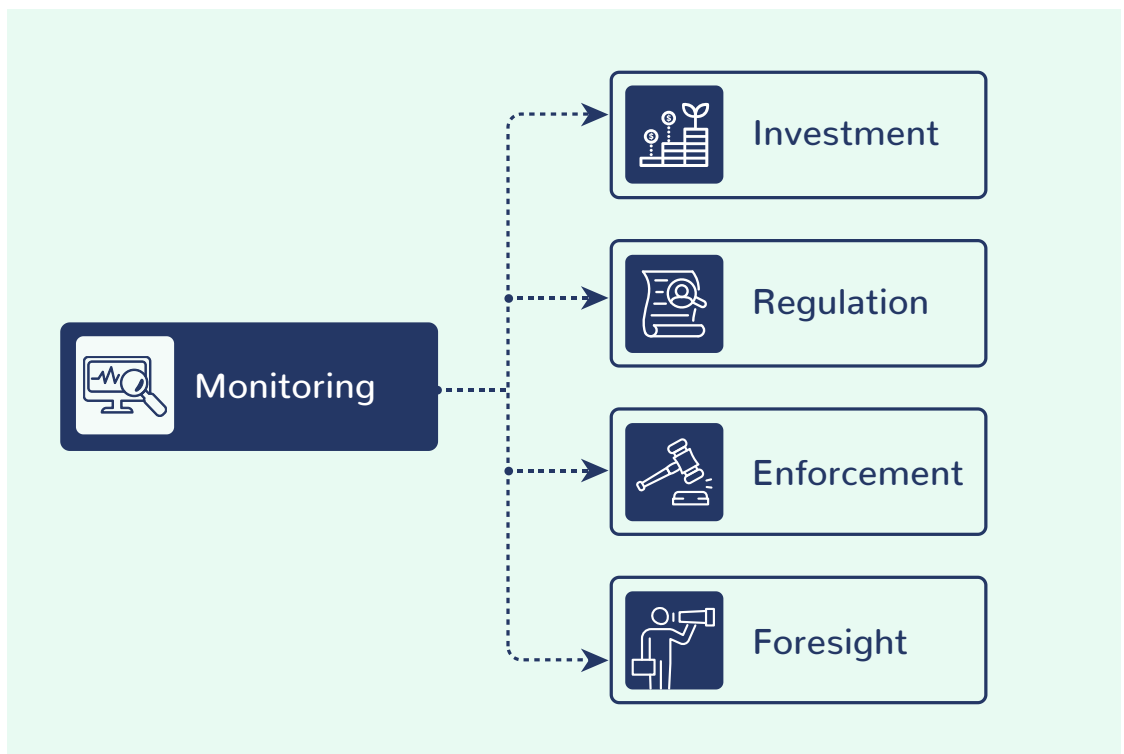 Investment
Regulation
Monitoring
Enforcement
Foresight